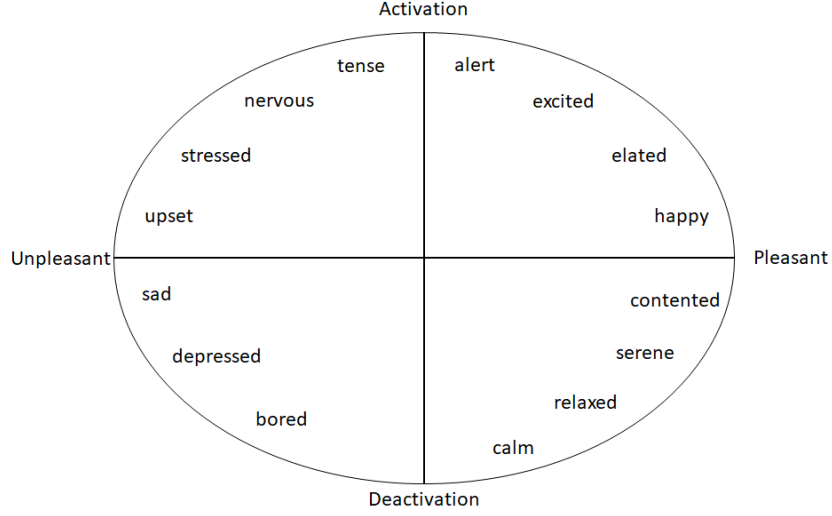 Activation
tense
alert
nervous
excited
stressed
elated
upset
happy
Unpleasant
Pleasant
sad
contented
depressed
serene
relaxed
bored
calm
Deactivation